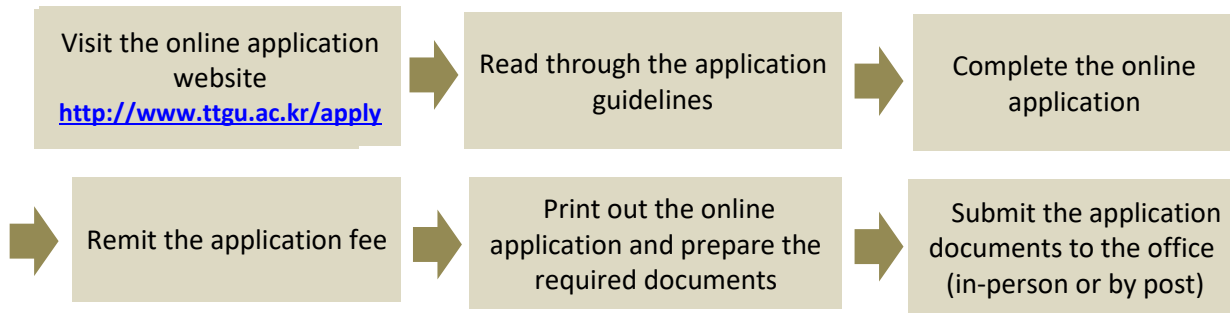 Visit the online application
website
http://www.ttgu.ac.kr/apply
Read through the application
guidelines
Complete the online
application
Remit the application fee
Print out the online
application and prepare the
required documents
Submit the application
documents to the office
(in-person or by post)